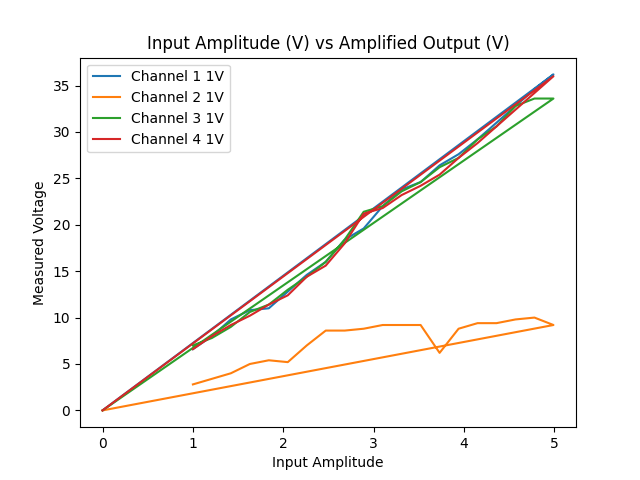 Input Amplitude (V) vs Amplified Output (V)
Channel 1 1V
Channel 2 1V
Channel 3 1V
Channel 4 1V
Measured Voltage
35
30
25
20
15
10
5
0
0 1 2 3 4 5
Input Amplitude